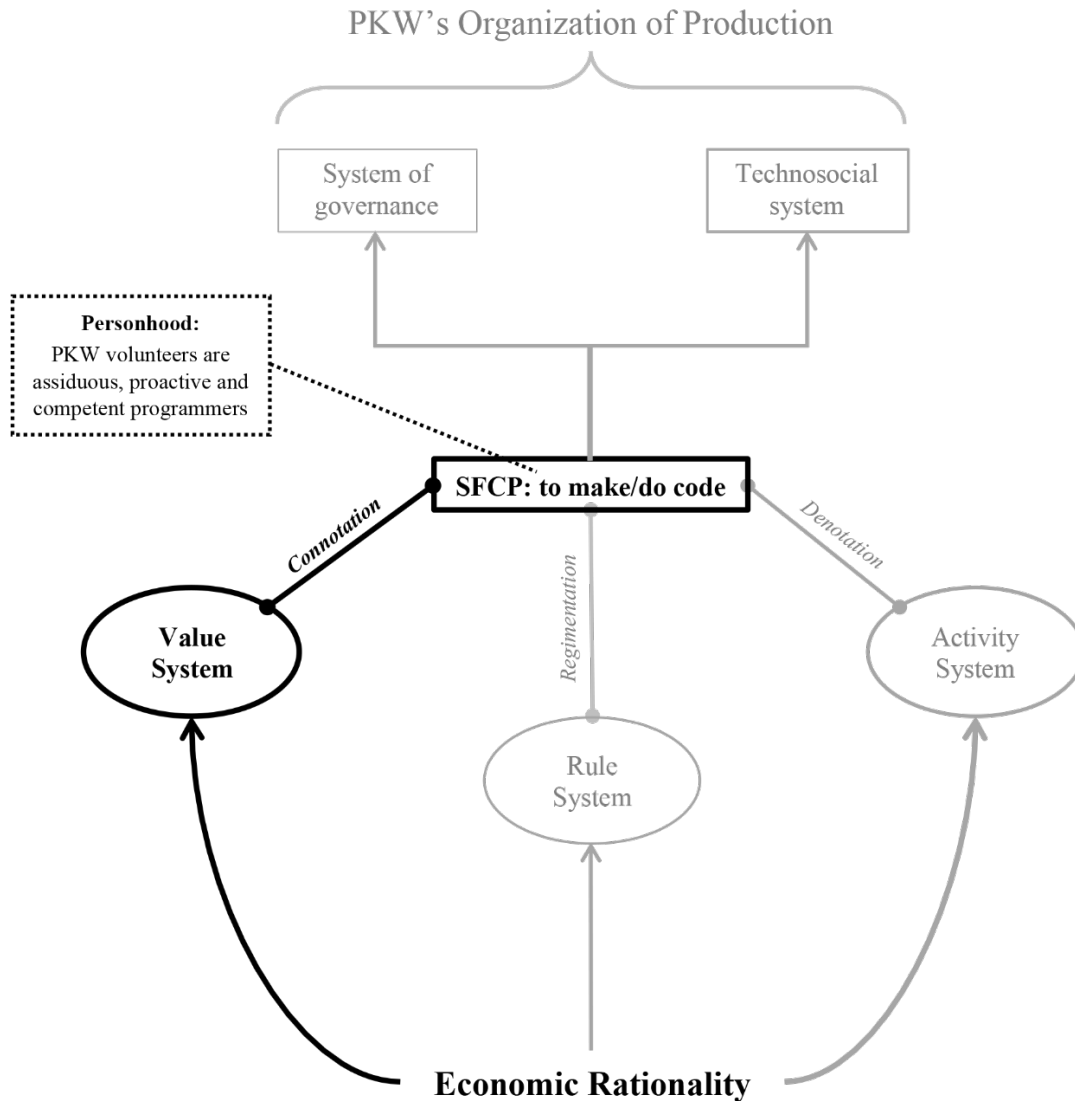 PKW's Organization of Production
System of
governance
Technosocial
system
Personhood:
PKW volunteers are
assiduous, proactive and
competent programmers
SFCP: to make/do code
Connotation
Regimentation
Denotation
Value
System
Activity
System
Rule
System
Economic Rationality